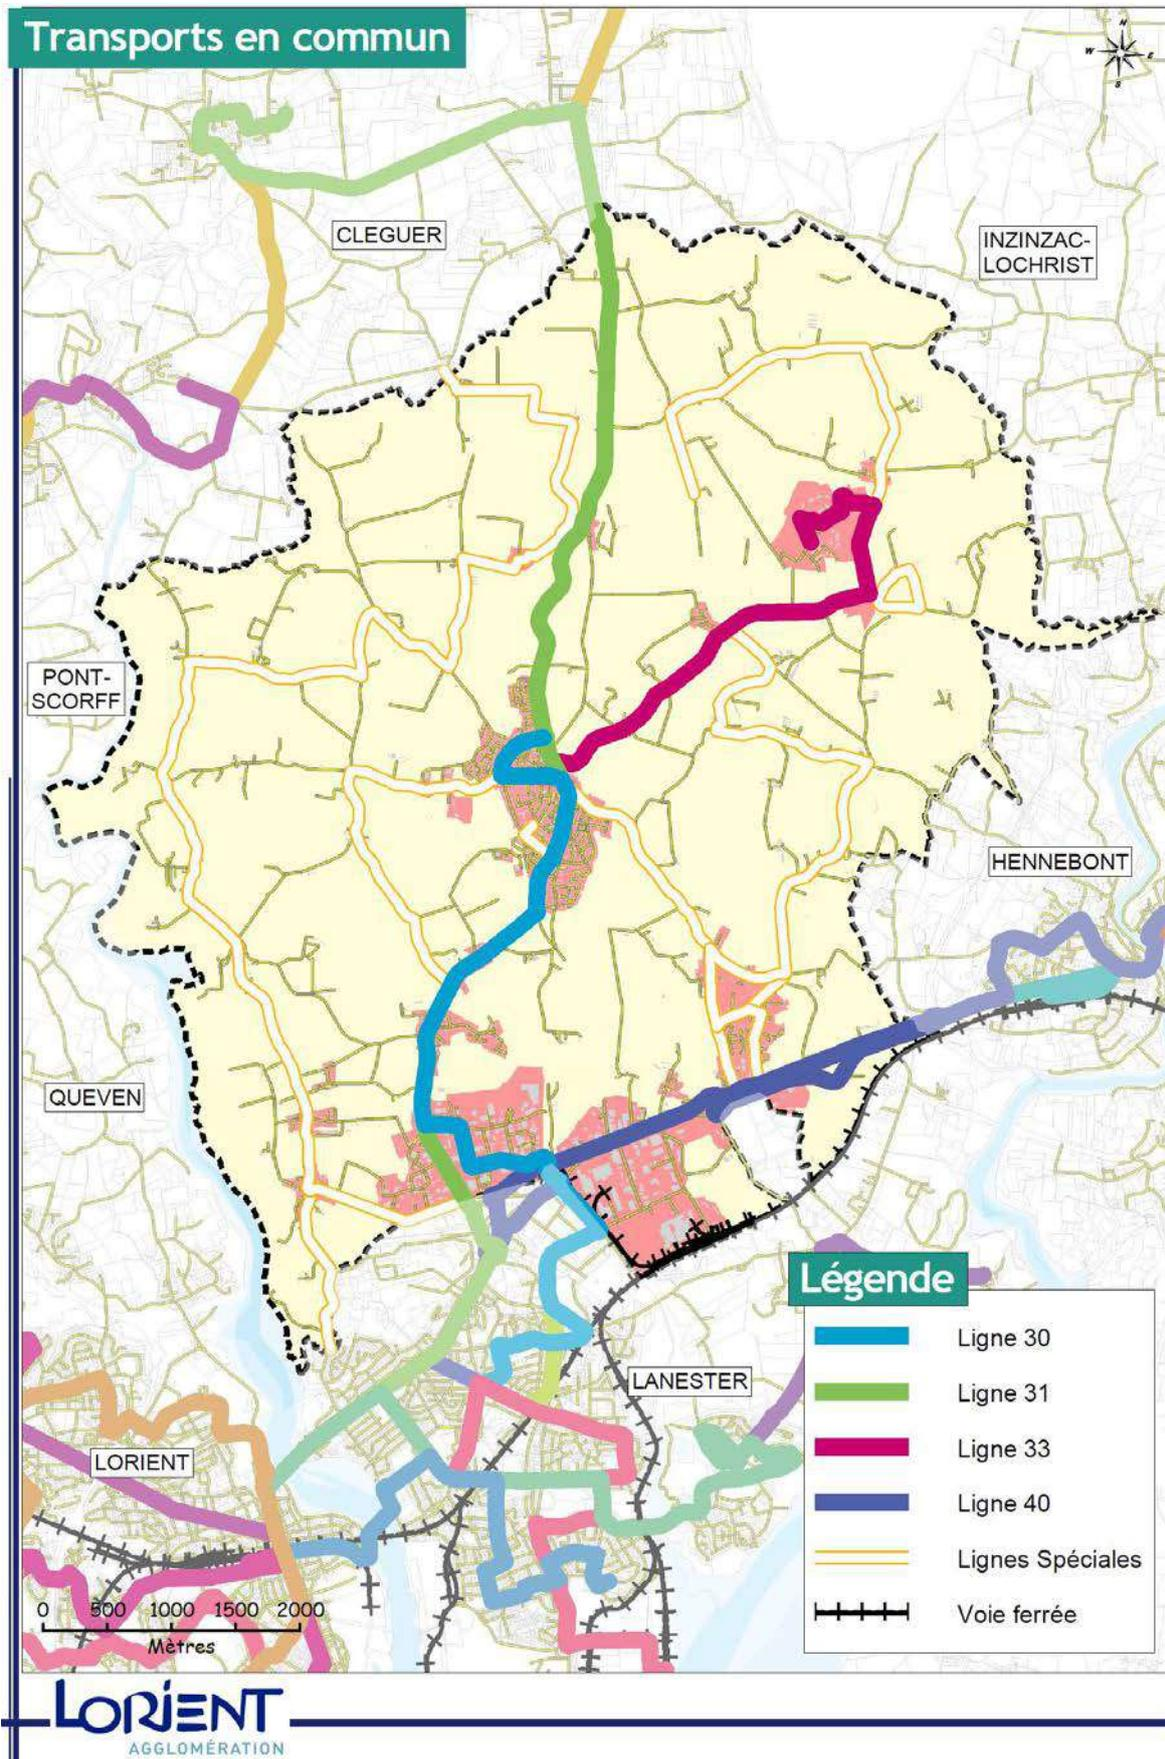 Transports en commun
N
W E
S
CLEGUER
INZINZAC-
LOCHRIST
PONT-
SCORFF
HENNEBONT
QUEVEN
LANESTER
LORIENT
Légende
Ligne 30
Ligne 31
Ligne 33
Ligne 40
Lignes Spéciales
Voie ferrée
0 500 1000 1500 2000
Mètres
LORIENT
AGGLOMÉRATION